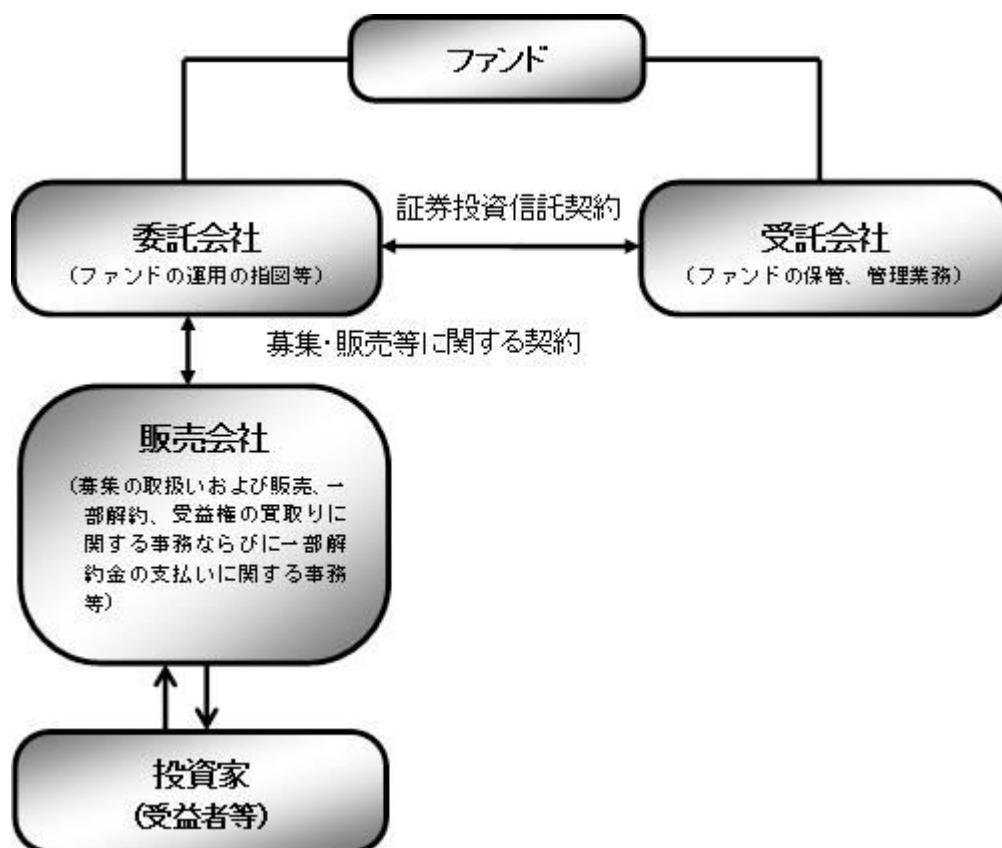 ファンド
証券投資信託契約
委託会社
(ファンドの運用の指図等)
受託会社
(ファンドの保管、管理業務)
募集・販売等に関する契約
販売会社
(募集の取扱いおよび販売、一
部解約、受益権の買取りに
関する事務ならびに一部解
約金の支払いに関する事務
等)
投資家
(受益者等)